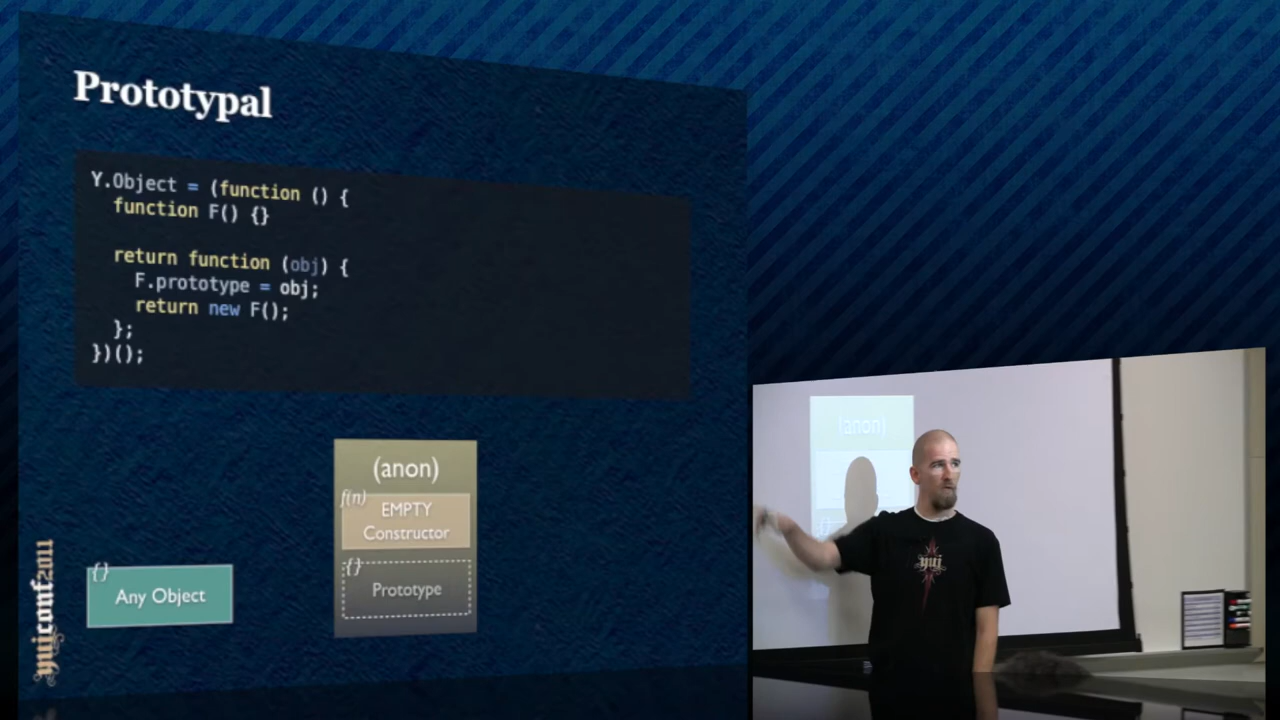 Prototypal
Y.Object = (function () {
function F() {}
return function (obj) {
F.prototype = obj;
return new F();
};
})();
(anon)
f(n)
EMPTY
Constructor
{}
Prototype
{}
Any Object
yuiconf2011
(anon)
{}
yui